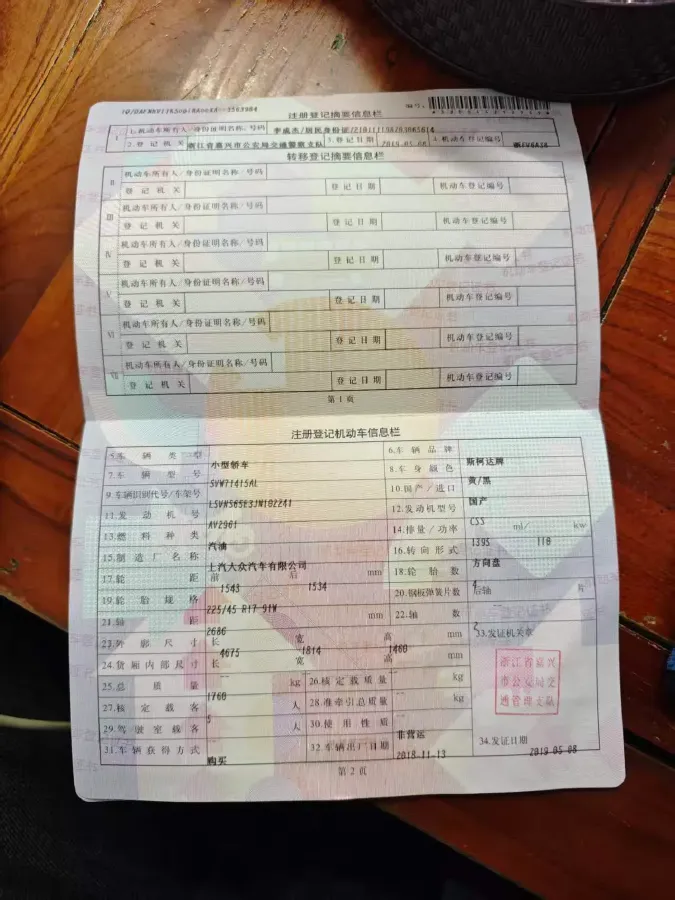 注册登记摘要信息栏
编号:
Ⅰ 1.机动车所有人/身份证明名称/号码 李成杰/居民身份证/
2.登记机关 浙江省嘉兴市公安局交通警察支队 3.登记日期 2019-05-08 4.机动车登记编号
转移登记摘要信息栏
Ⅱ 机动车所有人/身份证明名称/号码
登记机关 登记日期 机动车登记编号
Ⅲ 机动车所有人/身份证明名称/号码
登记机关 登记日期 机动车登记编号
Ⅳ 机动车所有人/身份证明名称/号码
登记机关 登记日期 机动车登记编号
Ⅴ 机动车所有人/身份证明名称/号码
登记机关 登记日期 机动车登记编号
Ⅵ 机动车所有人/身份证明名称/号码
登记机关 登记日期 机动车登记编号
Ⅶ 机动车所有人/身份证明名称/号码
登记机关 登记日期 机动车登记编号
第1页
注册登记机动车信息栏
5.车辆类型 小型轿车 6.车辆品牌 斯柯达牌
7.车辆型号 SVW71415AL 8.车身颜色 黄/黑
9.车辆识别代号/车架号 10.国产/进口 国产
11.发动机号 AV2961 12.发动机型号 CSS
13.燃料种类 汽油 14.排量/功率 1395 ml/ 110 kw
15.制造厂名称 上汽大众汽车有限公司 16.转向形式 方向盘
17.轮距 前 1543 后 1534 mm 18.轮胎数 4
19.轮胎规格 225/45 R17 91W 20.钢板弹簧片数 后轴 -- 片
21.轴距 2686 mm 22.轴数 2
23.外廓尺寸 长 4675 宽 1814 高 1460 mm 33.发证机关章
24.货厢内部尺寸 长 -- 宽 -- 高 -- mm
浙江省嘉兴
市公安局交
通管理支队
25.总质量 1760 kg 26.核定载质量 -- kg
27.核定载客 5 人 28.准牵引总质量 -- kg
29.驾驶室载客 -- 人 30.使用性质 非营运
31.车辆获得方式 购买 32.车辆出厂日期 2018-11-13 34.发证日期 2019-05-08
第2页